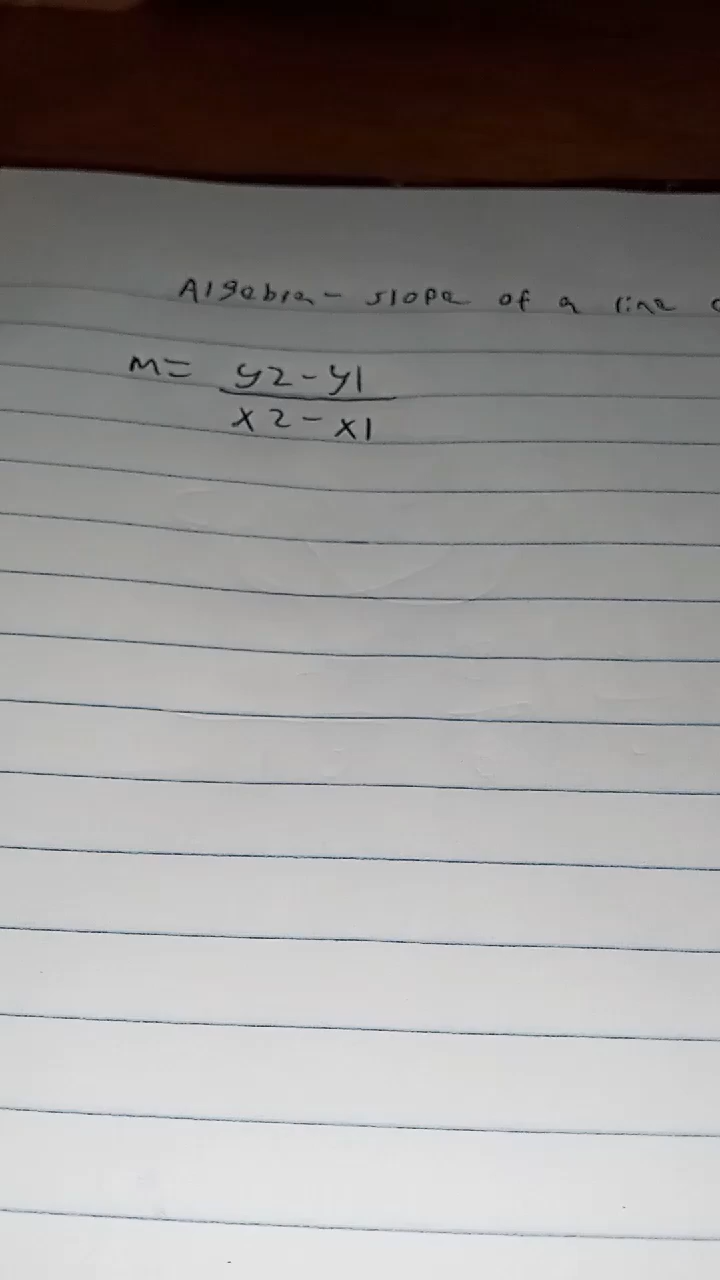 Algebra - slope of a line
m = y2 - y1
x2 - x1